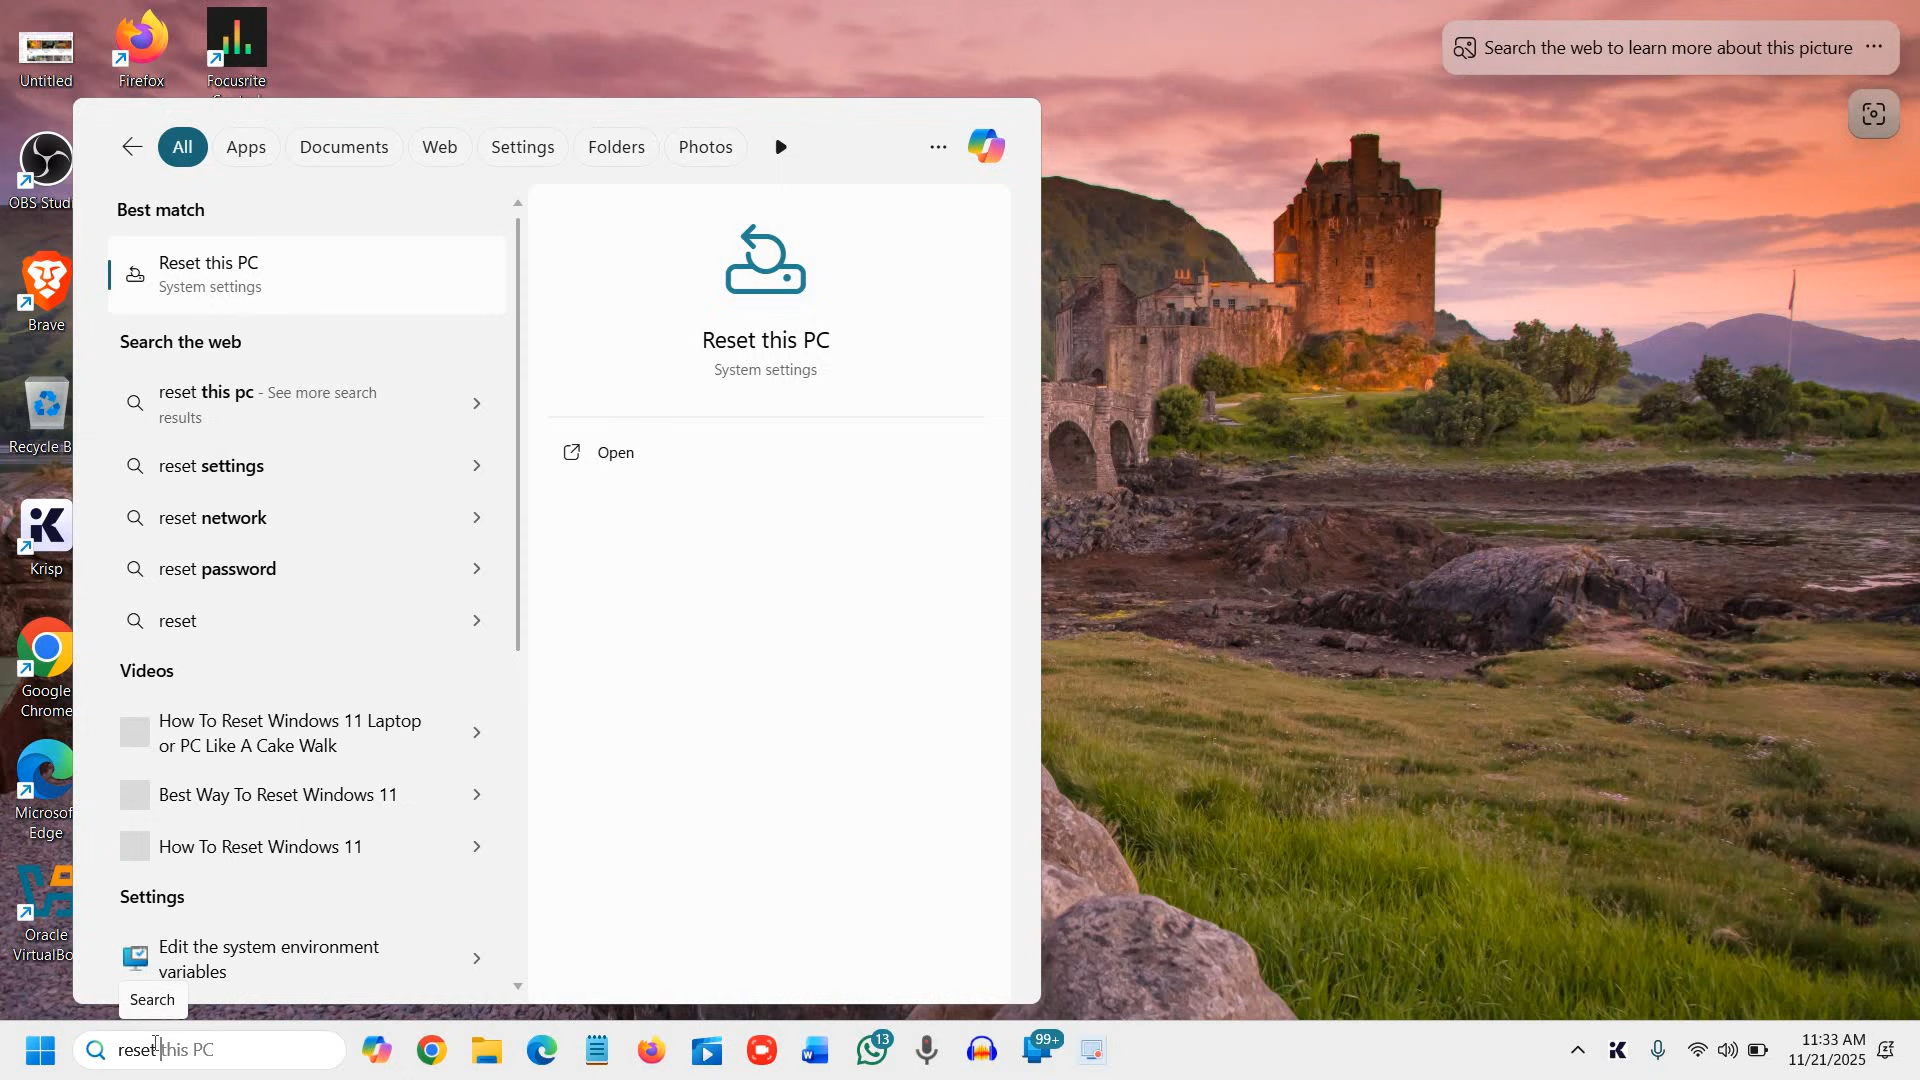 Untitled
Firefox
Focusrite
OBS Studi
Brave
Recycle B
Krisp
Google
Chrome
Microsof
Edge
Oracle
VirtualBo
Search the web to learn more about this picture
All
Apps
Documents
Web
Settings
Folders
Photos
Best match
Reset this PC
System settings
Search the web
reset this pc - See more search
results
reset settings
reset network
reset password
reset
Videos
How To Reset Windows 11 Laptop
or PC Like A Cake Walk
Best Way To Reset Windows 11
How To Reset Windows 11
Settings
Edit the system environment
variables
Reset this PC
System settings
Open
Search
reset this PC
13
99+
11:33 AM
11/21/2025